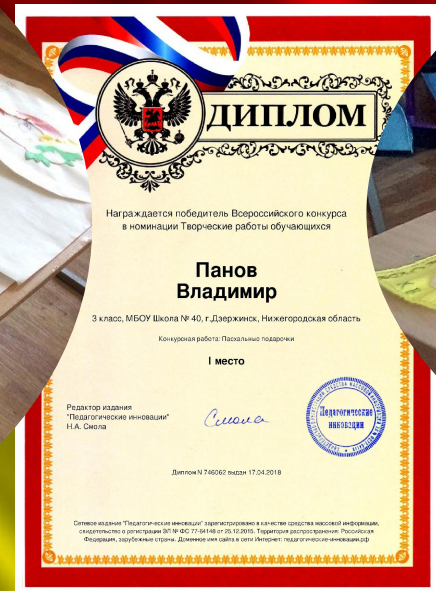 ДИПЛОМ
Награждается победитель Всероссийского конкурса
в номинации Творческие работы обучающихся
Панов
Владимир
3 класс, МБОУ Школа № 40, г.Дзержинск, Нижегородская область
Конкурсная работа: Пасхальные подарочки
I место
Редактор издания
"Педагогические инновации"
Н.А. Смола
Смола
Педагогические
инновации
Диплом N 746062 выдан 17.04.2018
Сетевое издание "Педагогические инновации" зарегистрировано в качестве средства массовой информации,
свидетельство о регистрации ЭЛ № ФС 77-64146 от 25.12.2015. Территория распространения: Российская
Федерация, зарубежные страны. Доменное имя сайта в сети Интернет: педагогические-инновации.рф